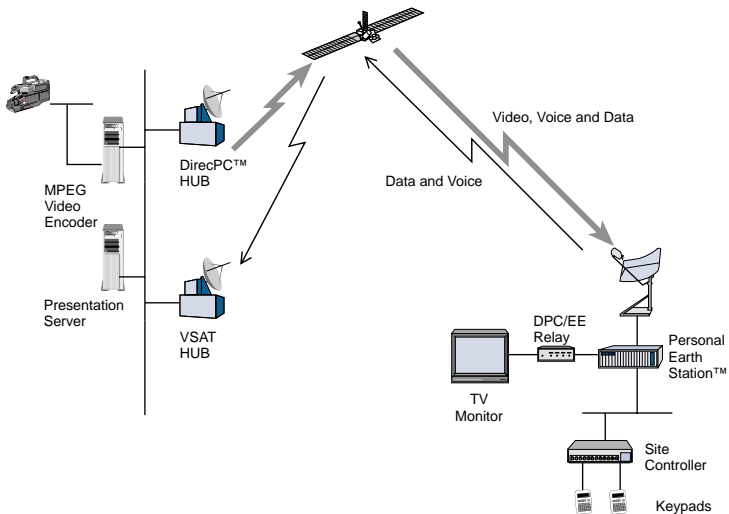 Video, Voice and Data
DirecPC™
HUB
MPEG
Video
Encoder
Data and Voice
Presentation
Server
VSAT
HUB
DPC/EE
Relay
Personal
Earth
Station™
TV
Monitor
Site
Controller
Keypads